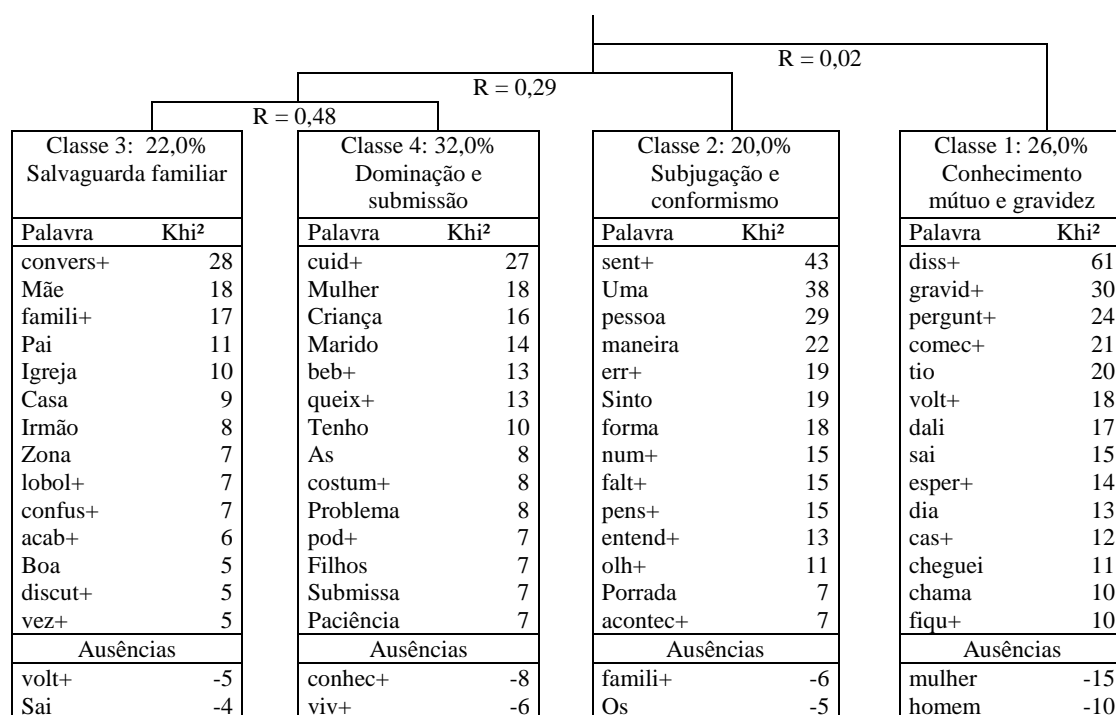 R = 0,02
R = 0,29
R = 0,48
Classe 3: 22,0%
Salvaguarda familiar
Palavra Khi²
convers+ 28
Mãe 18
famili+ 17
Pai 11
Igreja 10
Casa 9
Irmão 8
Zona 7
lobol+ 7
confus+ 7
acab+ 6
Boa 5
discut+ 5
vez+ 5
Ausências
volt+ -5
Sai -4
Classe 4: 32,0%
Dominação e
submissão
Palavra Khi²
cuid+ 27
Mulher 18
Criança 16
Marido 14
beb+ 13
queix+ 13
Tenho 10
As 8
costum+ 8
Problema 8
pod+ 7
Filhos 7
Submissa 7
Paciência 7
Ausências
conhec+ -8
viv+ -6
Classe 2: 20,0%
Subjugação e
conformismo
Palavra Khi²
sent+ 43
Uma 38
pessoa 29
maneira 22
err+ 19
Sinto 19
forma 18
num+ 15
falt+ 15
pens+ 15
entend+ 13
olh+ 11
Porrada 7
acontec+ 7
Ausências
famili+ -6
Os -5
Classe 1: 26,0%
Conhecimento
mútuo e gravidez
Palavra Khi²
diss+ 61
gravid+ 30
pergunt+ 24
comec+ 21
tio 20
volt+ 18
dali 17
sai 15
esper+ 14
dia 13
cas+ 12
cheguei 11
chama 10
fiqu+ 10
Ausências
mulher -15
homem -10